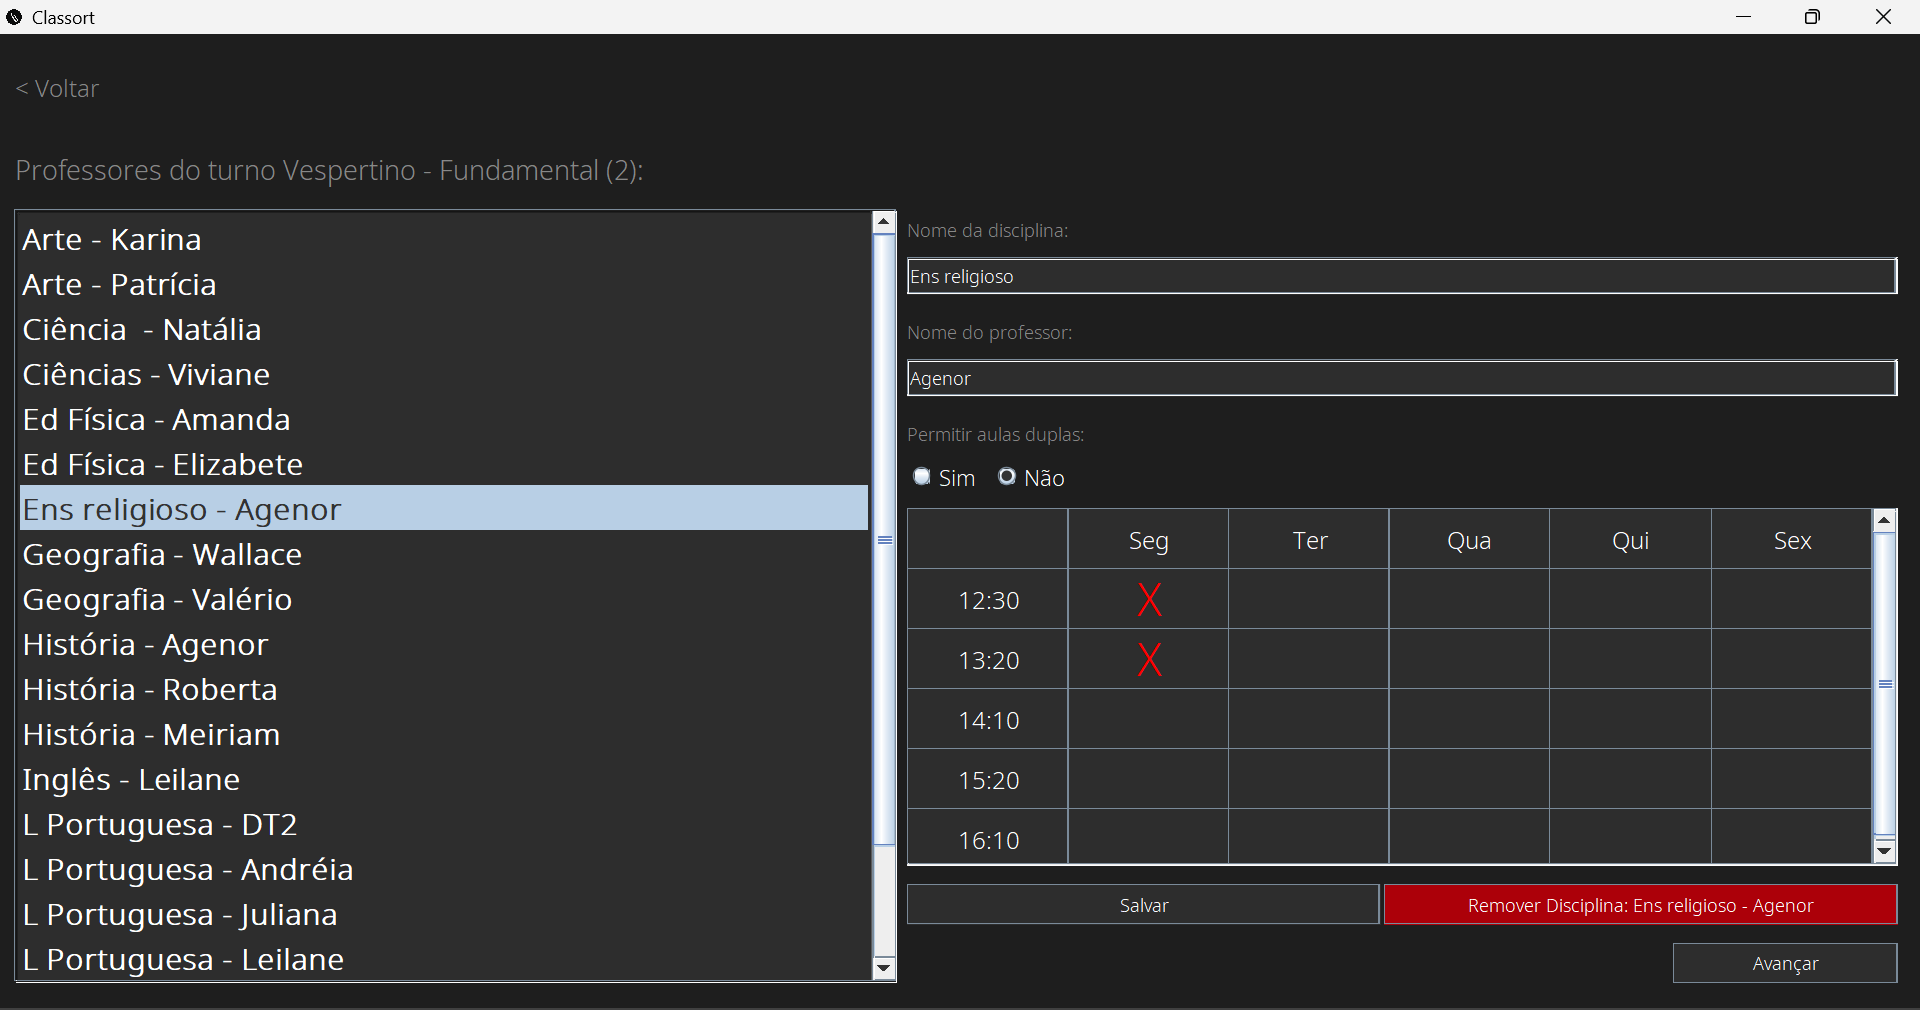 Classort
< Voltar
Professores do turno Vespertino - Fundamental (2):
Arte - Karina
Arte - Patrícia
Ciência  - Natália
Ciências - Viviane
Ed Física - Amanda
Ed Física - Elizabete
Ens religioso - Agenor
Geografia - Wallace
Geografia - Valério
História - Agenor
História - Roberta
História - Meiriam
Inglês - Leilane
L Portuguesa - DT2
L Portuguesa - Andréia
L Portuguesa - Juliana
L Portuguesa - Leilane
Nome da disciplina:
Ens religioso
Nome do professor:
Agenor
Permitir aulas duplas:
Sim Não
Seg Ter Qua Qui Sex
12:30 X
13:20 X
14:10
15:20
16:10
Salvar Remover Disciplina: Ens religioso - Agenor
Avançar